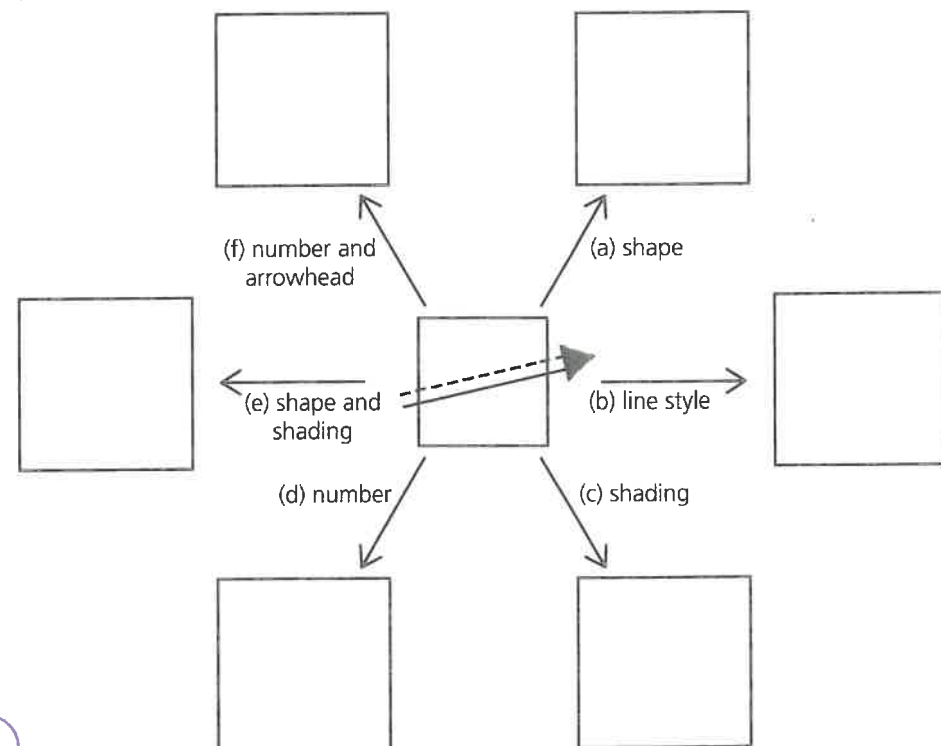 (f) number and
arrowhead
(a) shape
(e) shape and
shading
(b) line style
(d) number
(c) shading